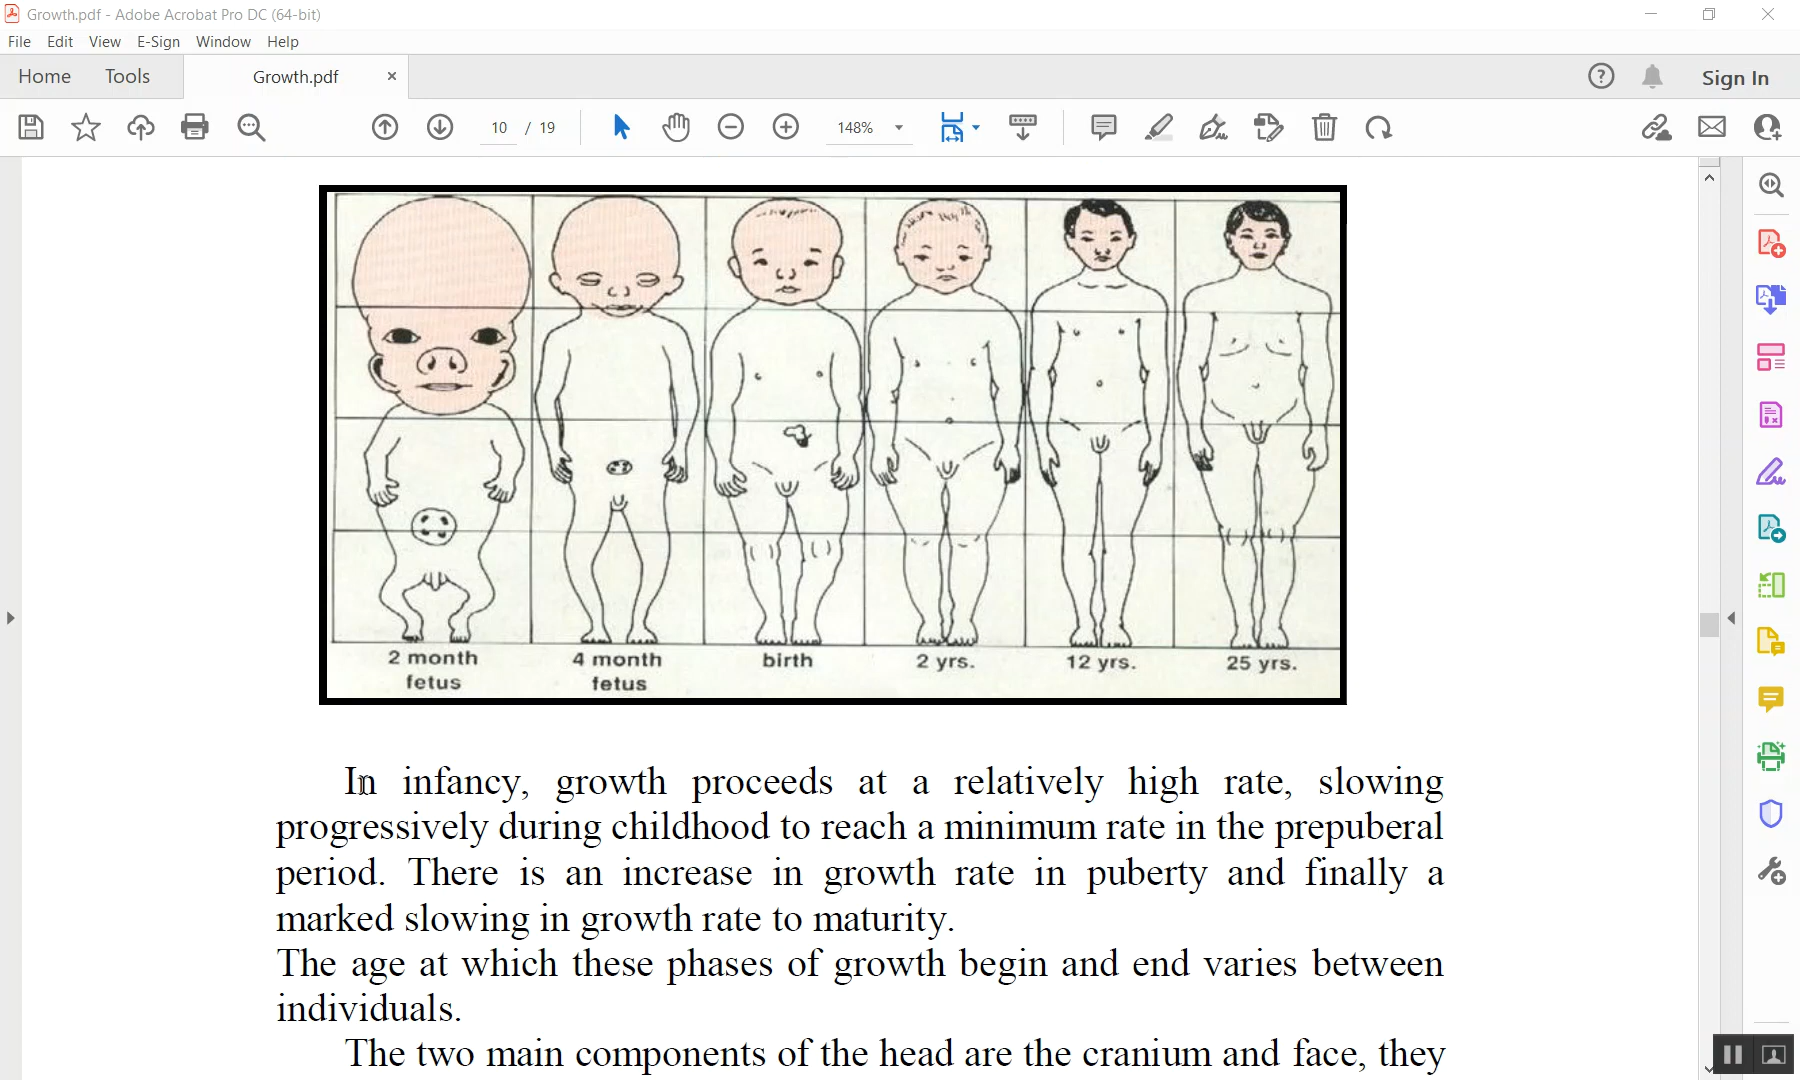 Growth.pdf - Adobe Acrobat Pro DC (64-bit)
File Edit View E-Sign Window Help
Home Tools Growth.pdf × Sign In
10 / 19 148%
2 month 4 month birth 2 yrs. 12 yrs. 25 yrs.
fetus fetus
In infancy, growth proceeds at a relatively high rate, slowing
progressively during childhood to reach a minimum rate in the prepuberal
period. There is an increase in growth rate in puberty and finally a
marked slowing in growth rate to maturity.
The age at which these phases of growth begin and end varies between
individuals.
The two main components of the head are the cranium and face, they